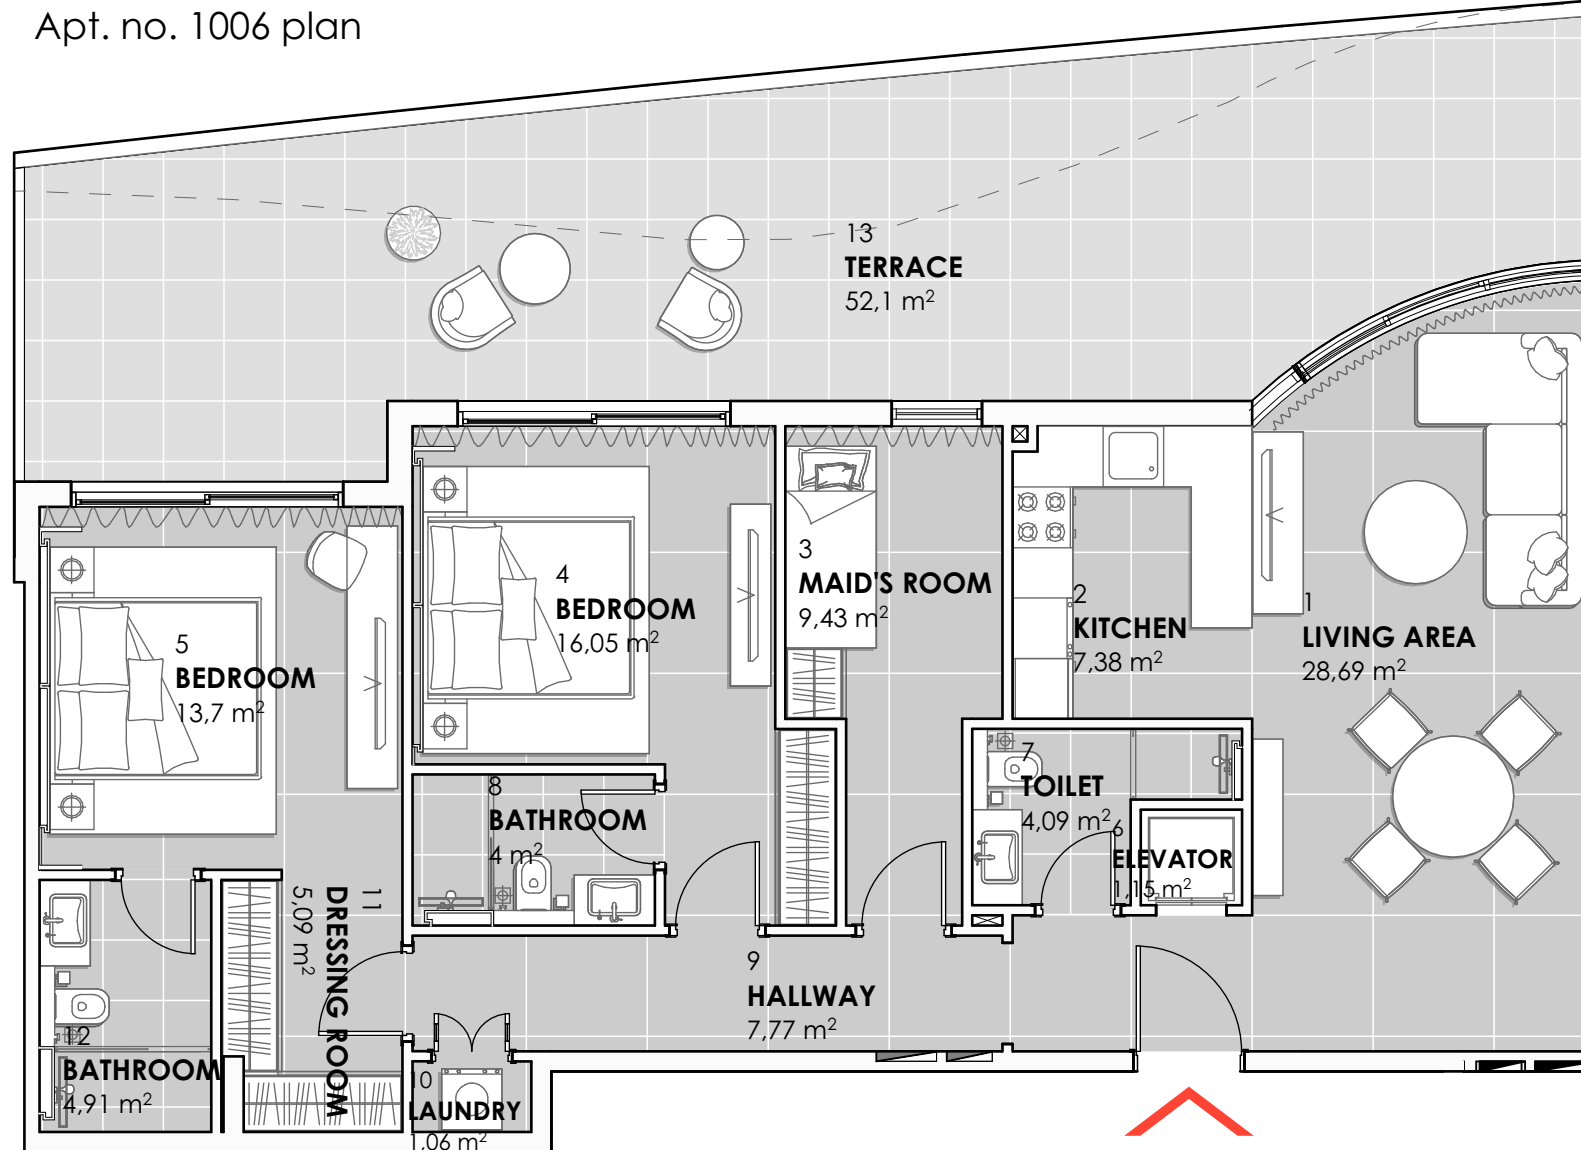 Apt. no. 1006 plan
13
TERRACE
52,1 m²
3
MAID'S ROOM
9,43 m²
4
BEDROOM
16,05 m²
2
KITCHEN
7,38 m²
1
LIVING AREA
28,69 m²
5
BEDROOM
13,7 m²
7
TOILET
4,09 m²
8
BATHROOM
4 m²
6
ELEVATOR
1,15 m²
11
DRESSING ROOM
5,09 m²
9
HALLWAY
7,77 m²
12
BATHROOM
4,91 m²
10
LAUNDRY
1,06 m²